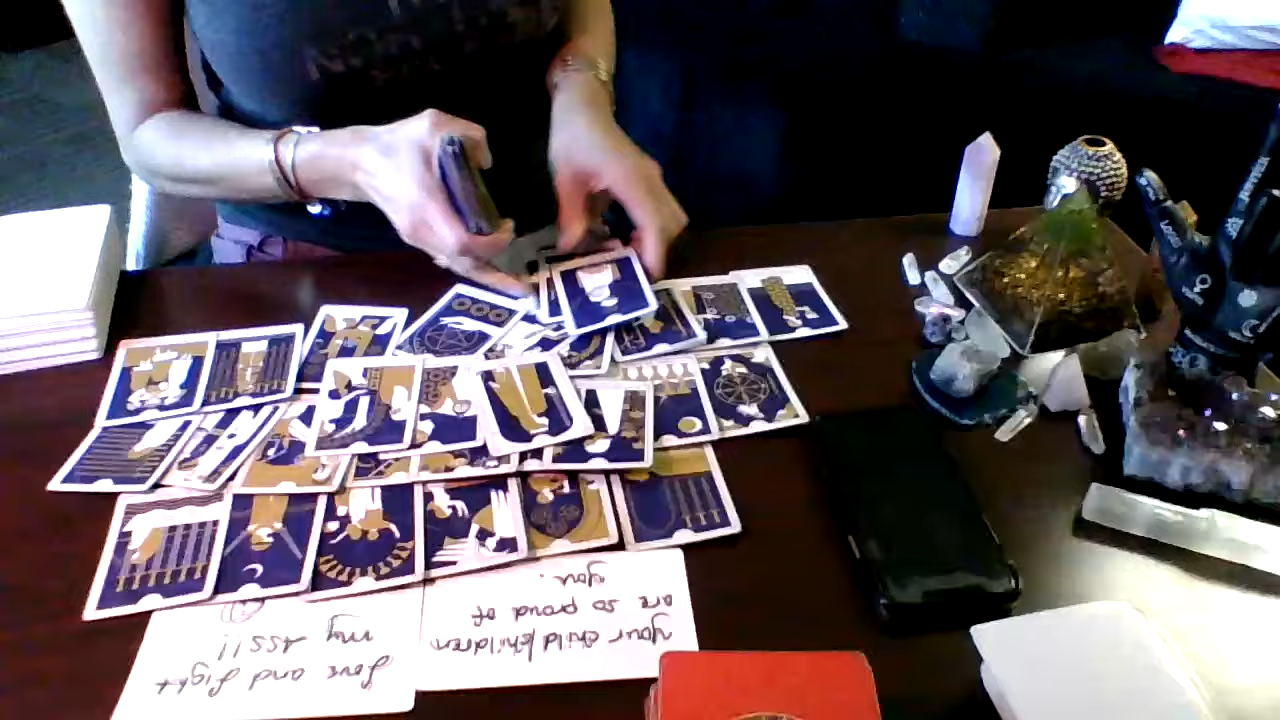 Love and Light
my ASS!!
your child/children
are so proud of
you.